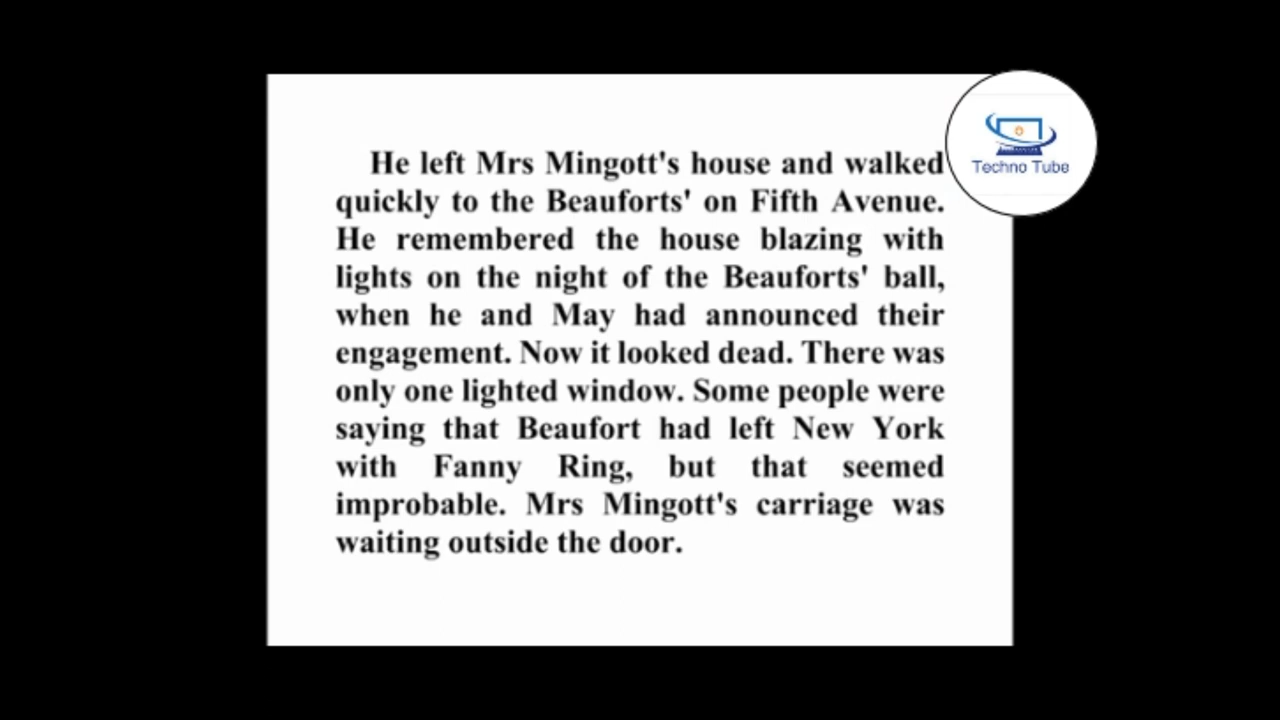 He left Mrs Mingott's house and walked
quickly to the Beauforts' on Fifth Avenue.
He remembered the house blazing with
lights on the night of the Beauforts' ball,
when he and May had announced their
engagement. Now it looked dead. There was
only one lighted window. Some people were
saying that Beaufort had left New York
with Fanny Ring, but that seemed
improbable. Mrs Mingott's carriage was
waiting outside the door.
Techno Tube